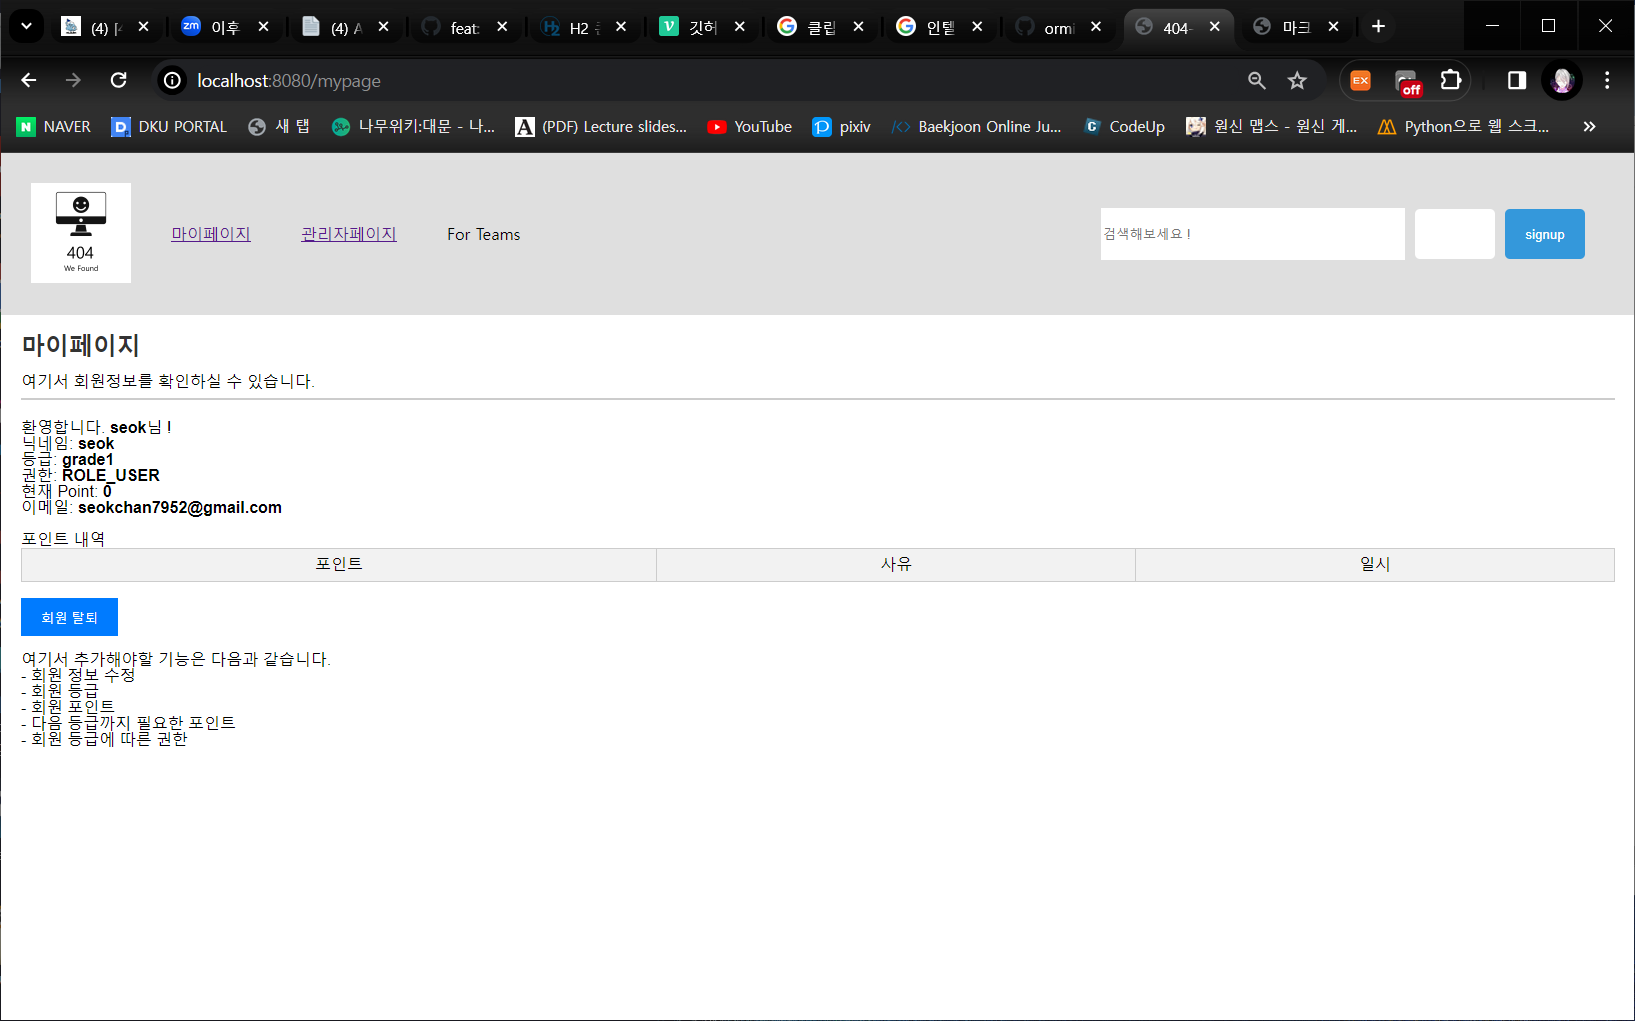 (4) [
이후
(4) A
feat:
H2 콘
깃허
클립
인텔
ormi
404-
마크
localhost:8080/mypage
EX
off
NAVER
DKU PORTAL
새 탭
나무위키:대문 - 나...
(PDF) Lecture slides...
YouTube
pixiv
Baekjoon Online Ju...
CodeUp
원신 맵스 - 원신 게...
Python으로 웹 스크...
404
We Found
마이페이지
관리자페이지
For Teams
검색해보세요 !
signup
마이페이지
여기서 회원정보를 확인하실 수 있습니다.
환영합니다. seok님 !
닉네임: seok
등급: grade1
권한: ROLE_USER
현재 Point: 0
이메일: seokchan7952@gmail.com
포인트 내역
포인트 사유 일시
회원 탈퇴
여기서 추가해야할 기능은 다음과 같습니다.
- 회원 정보 수정
- 회원 등급
- 회원 포인트
- 다음 등급까지 필요한 포인트
- 회원 등급에 따른 권한